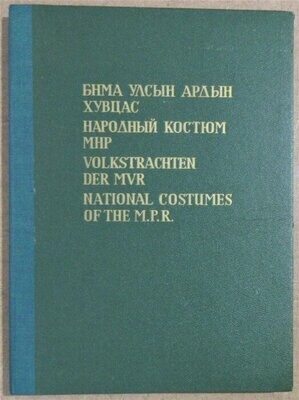 БНМА УЛСЫН АРДЫН
ХУВЦАС
НАРОДНЫЙ КОСТЮМ
МНР
VOLKSTRACHTEN
DER MVR
NATIONAL COSTUMES
OF THE M.P.R.